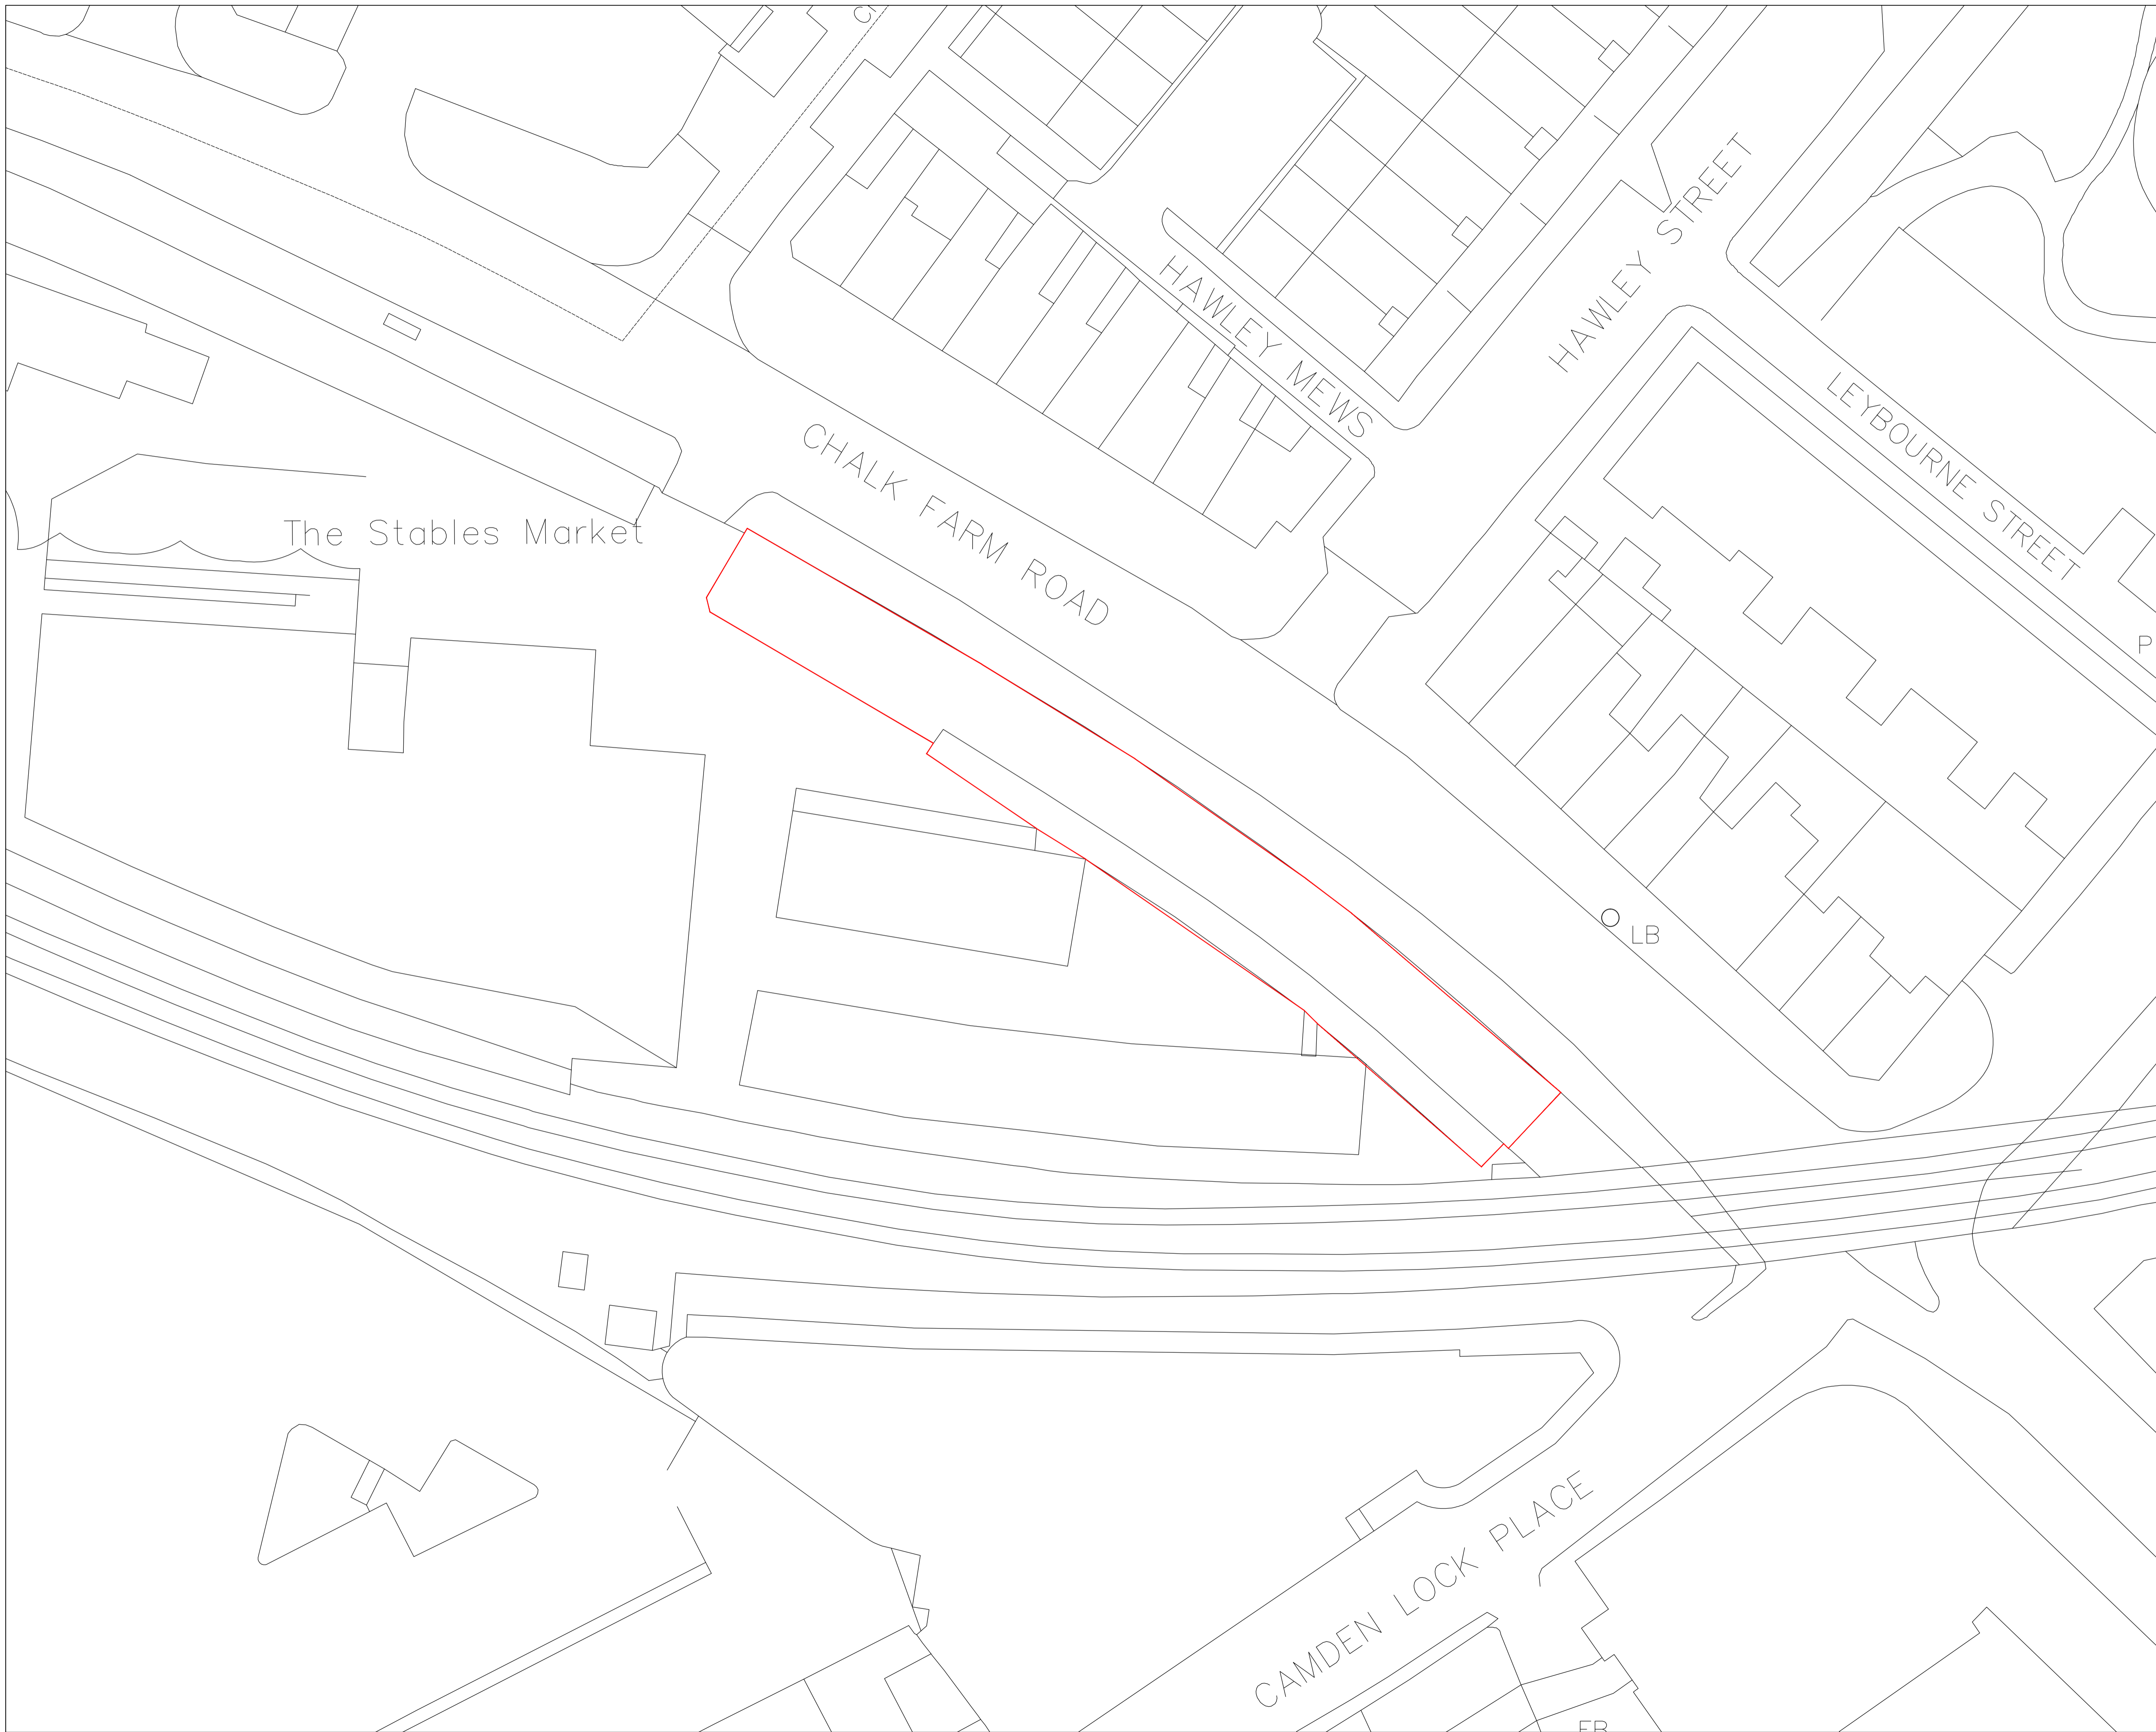 HAWLEY STREET
HAWLEY MEWS
LEYBOURNE STREET
CHALK FARM ROAD
The Stables Market
P
LB
CAMDEN LOCK PLACE